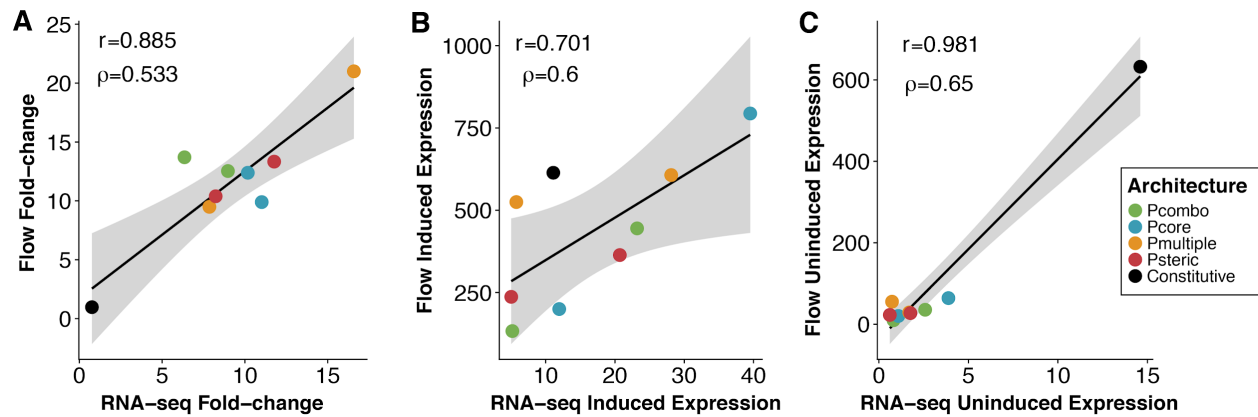 A
r=0.885
ρ=0.533
Flow Fold−change
25
20
15
10
5
0
0 5 10 15
RNA−seq Fold−change
B
r=0.701
ρ=0.6
Flow Induced Expression
1000
750
500
250
10 20 30 40
RNA−seq Induced Expression
C
r=0.981
ρ=0.65
Flow Uninduced Expression
600
400
200
0
0 5 10 15
RNA−seq Uninduced Expression
Architecture
Pcombo
Pcore
Pmultiple
Psteric
Constitutive